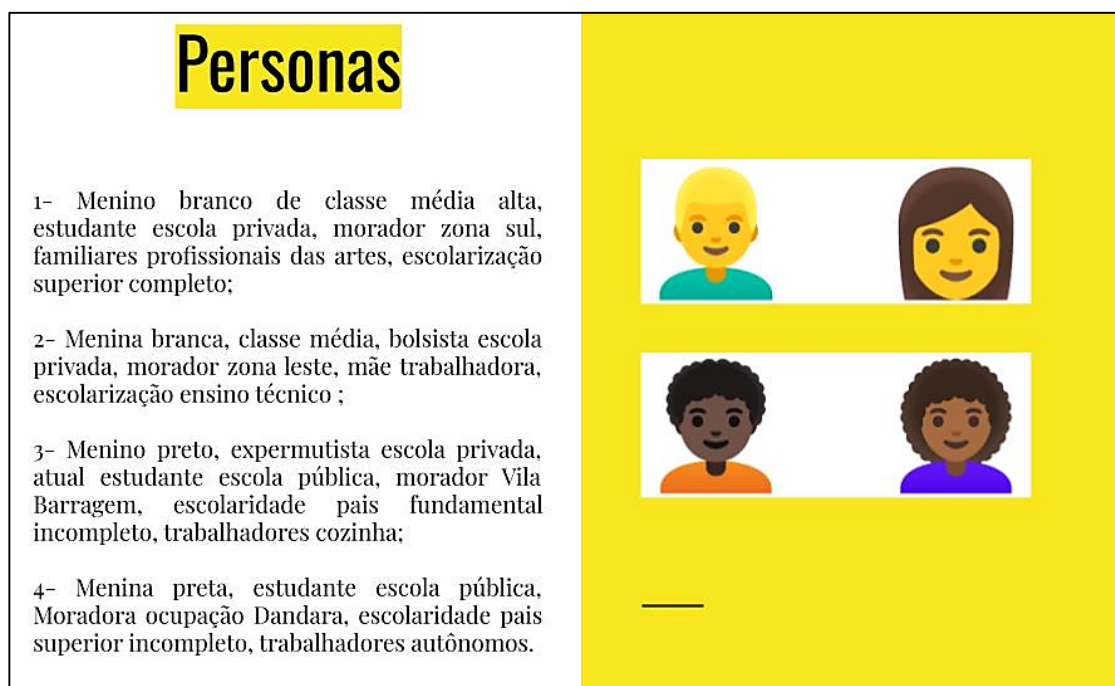 Personas
1- Menino branco de classe média alta,
estudante escola privada, morador zona sul,
familiares profissionais das artes, escolarização
superior completo;
2- Menina branca, classe média, bolsista escola
privada, morador zona leste, mãe trabalhadora,
escolarização ensino técnico ;
3- Menino preto, expermutista escola privada,
atual estudante escola pública, morador Vila
Barragem, escolaridade pais fundamental
incompleto, trabalhadores cozinha;
4- Menina preta, estudante escola pública,
Moradora ocupação Dandara, escolaridade pais
superior incompleto, trabalhadores autônomos.